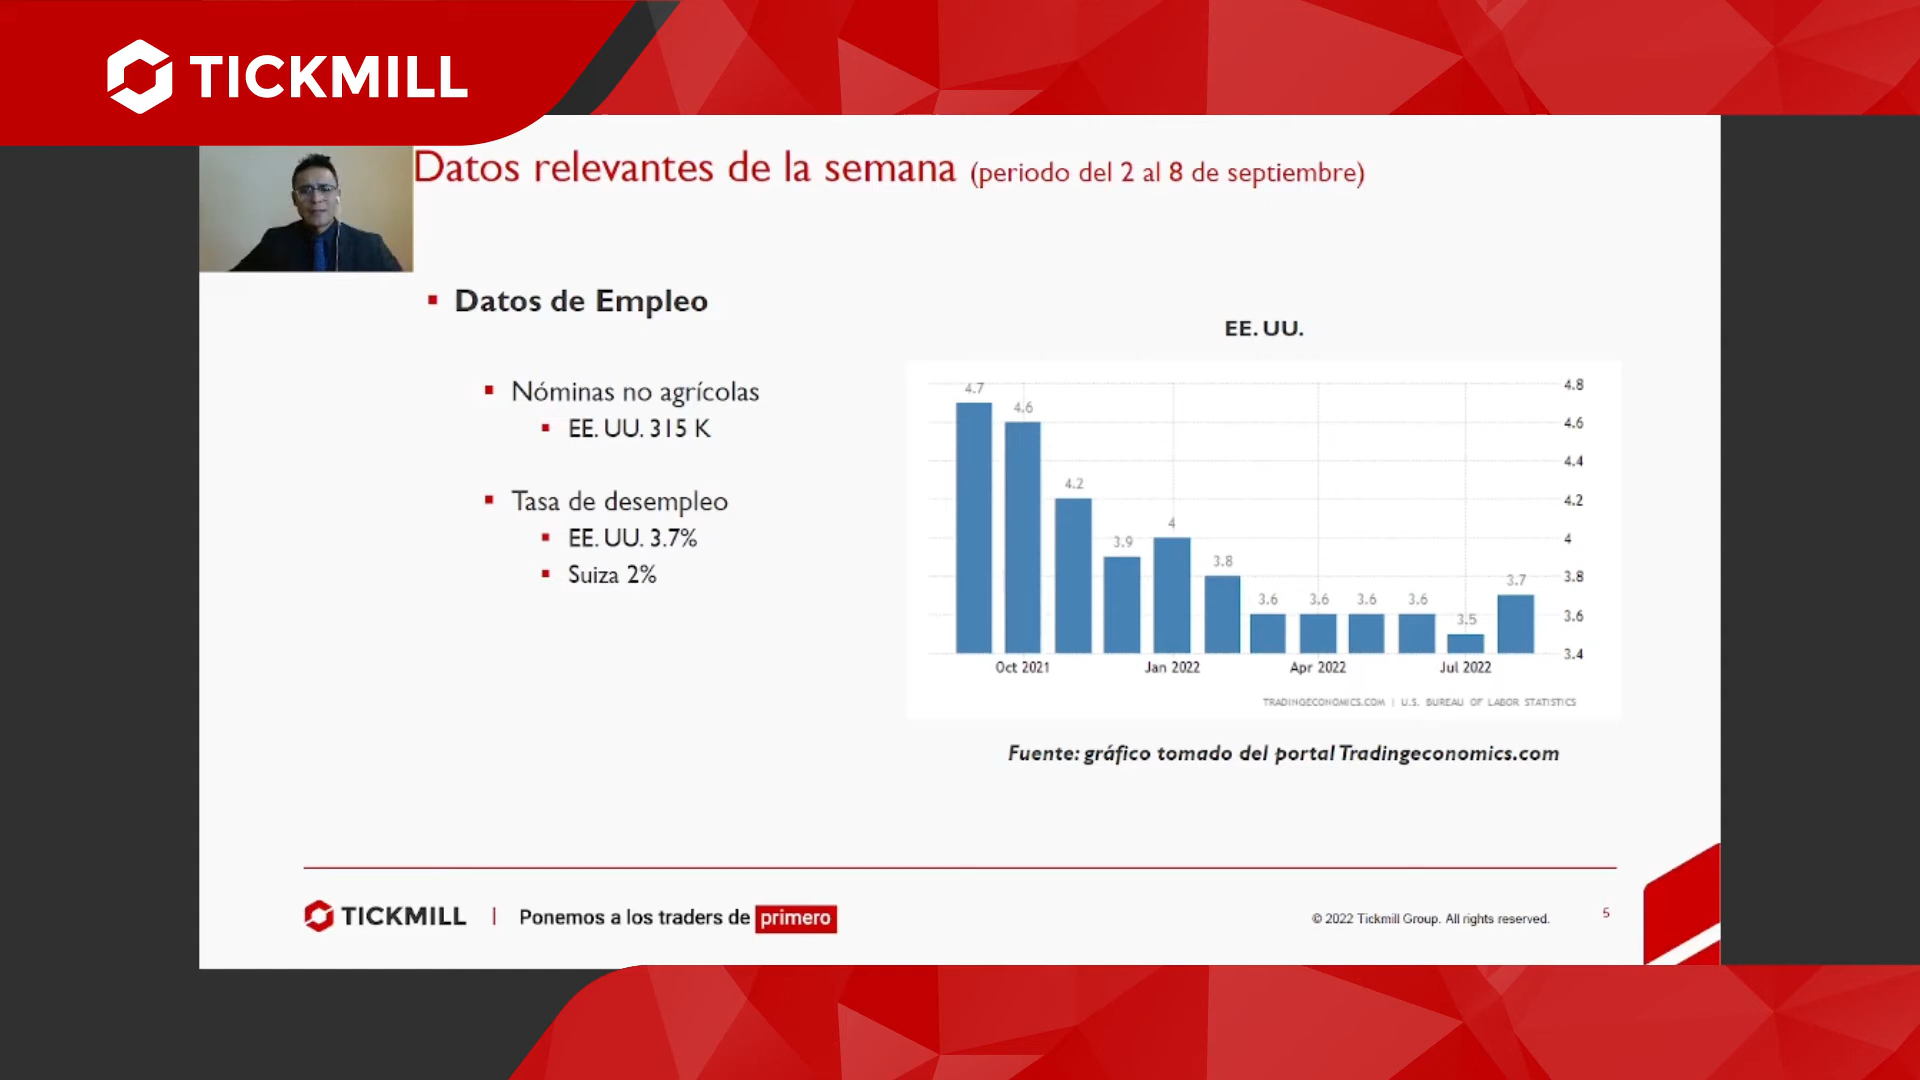 TICKMILL
Datos relevantes de la semana (periodo del 2 al 8 de septiembre)
Datos de Empleo
Nóminas no agrícolas
EE. UU. 315 K
Tasa de desempleo
EE. UU. 3.7%
Suiza 2%
EE. UU.
4.7
4.6
4.2
3.9
4
3.8
3.6
3.6
3.6
3.6
3.5
3.7
4.8
4.6
4.4
4.2
4
3.8
3.6
3.4
Oct 2021
Jan 2022
Apr 2022
Jul 2022
TRADINGECONOMICS.COM | U.S. BUREAU OF LABOR STATISTICS
Fuente: gráfico tomado del portal Tradingeconomics.com
TICKMILL | Ponemos a los traders de primero
© 2022 Tickmill Group. All rights reserved.
5